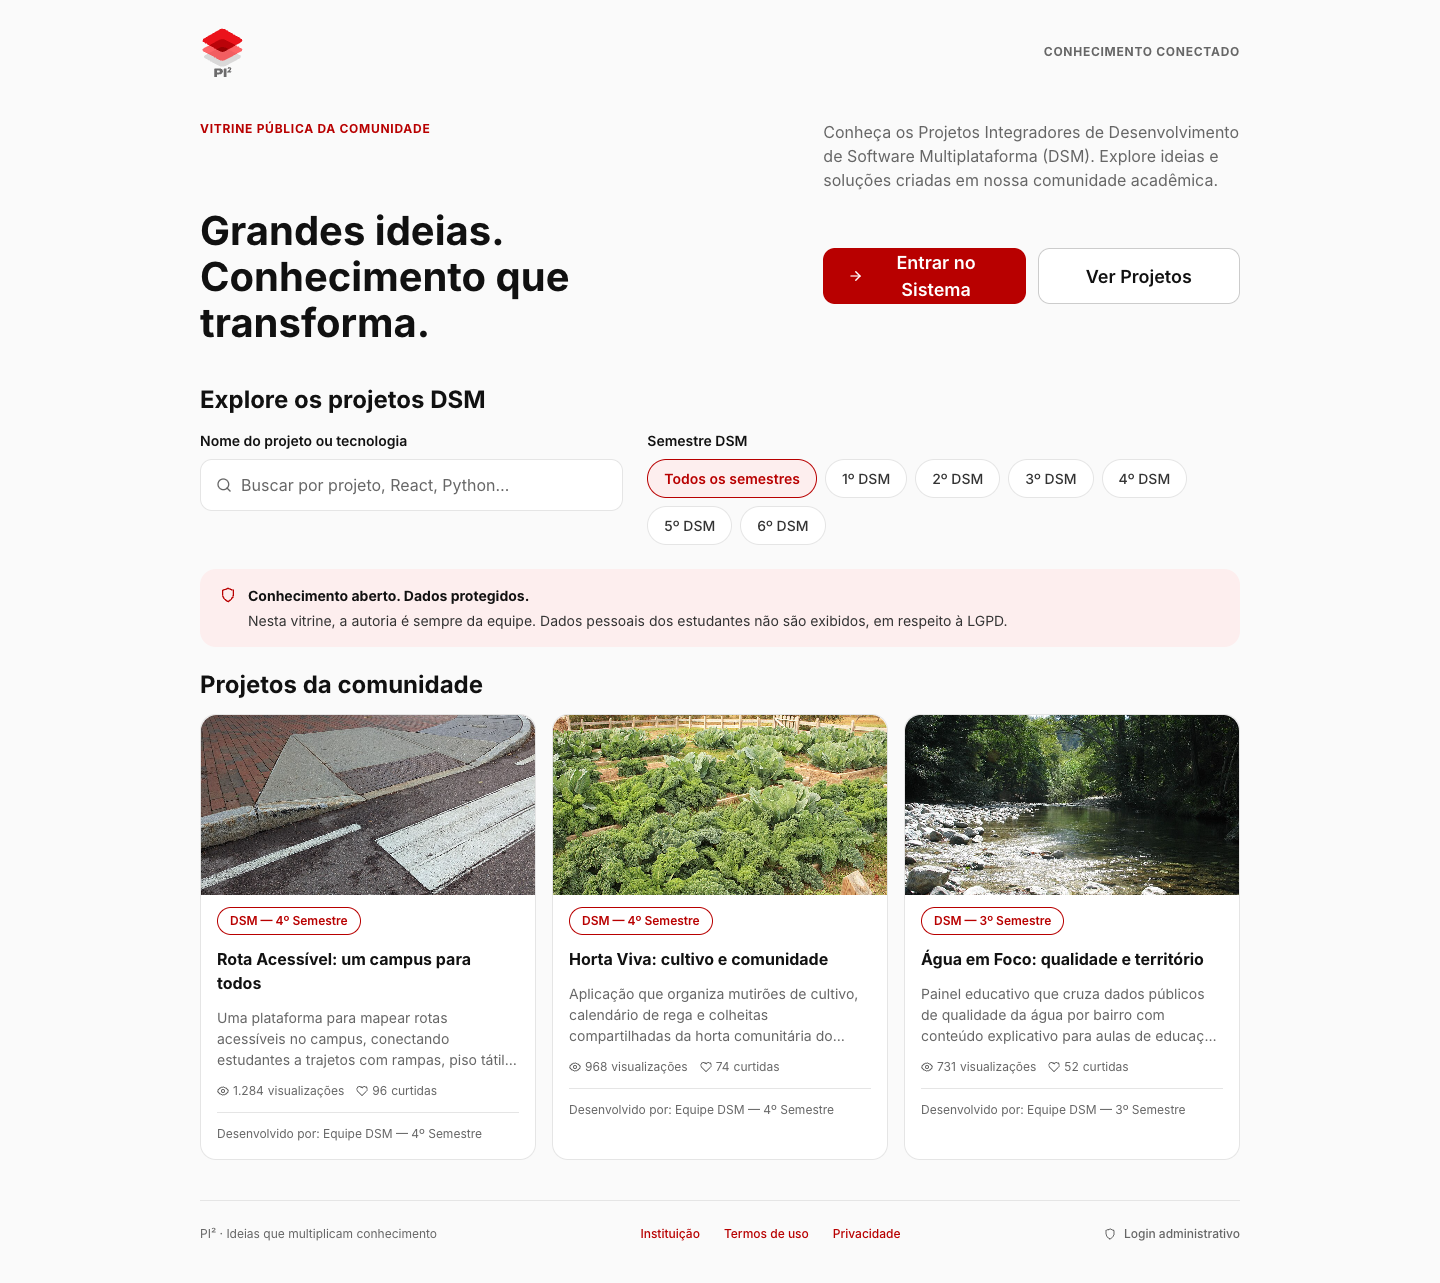 PI²
CONHECIMENTO CONECTADO
VITRINE PÚBLICA DA COMUNIDADE
Grandes ideias.
Conhecimento que
transforma.
Conheça os Projetos Integradores de Desenvolvimento
de Software Multiplataforma (DSM). Explore ideias e
soluções criadas em nossa comunidade acadêmica.
Entrar no
Sistema
Ver Projetos
Explore os projetos DSM
Nome do projeto ou tecnologia
Buscar por projeto, React, Python...
Semestre DSM
Todos os semestres
1º DSM
2º DSM
3º DSM
4º DSM
5º DSM
6º DSM
Conhecimento aberto. Dados protegidos.
Nesta vitrine, a autoria é sempre da equipe. Dados pessoais dos estudantes não são exibidos, em respeito à LGPD.
Projetos da comunidade
DSM — 4º Semestre
Rota Acessível: um campus para
todos
Uma plataforma para mapear rotas
acessíveis no campus, conectando
estudantes a trajetos com rampas, piso tátil...
1.284 visualizações
96 curtidas
Desenvolvido por: Equipe DSM — 4º Semestre
DSM — 4º Semestre
Horta Viva: cultivo e comunidade
Aplicação que organiza mutirões de cultivo,
calendário de rega e colheitas
compartilhadas da horta comunitária do...
968 visualizações
74 curtidas
Desenvolvido por: Equipe DSM — 4º Semestre
DSM — 3º Semestre
Água em Foco: qualidade e território
Painel educativo que cruza dados públicos
de qualidade da água por bairro com
conteúdo explicativo para aulas de educaç...
731 visualizações
52 curtidas
Desenvolvido por: Equipe DSM — 3º Semestre
PI² · Ideias que multiplicam conhecimento
Instituição
Termos de uso
Privacidade
Login administrativo